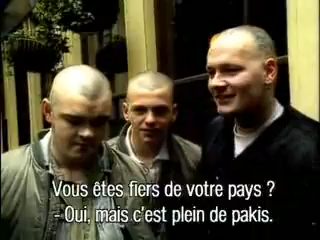 Vous êtes fiers de votre pays ?
- Oui, mais c'est plein de pakis.